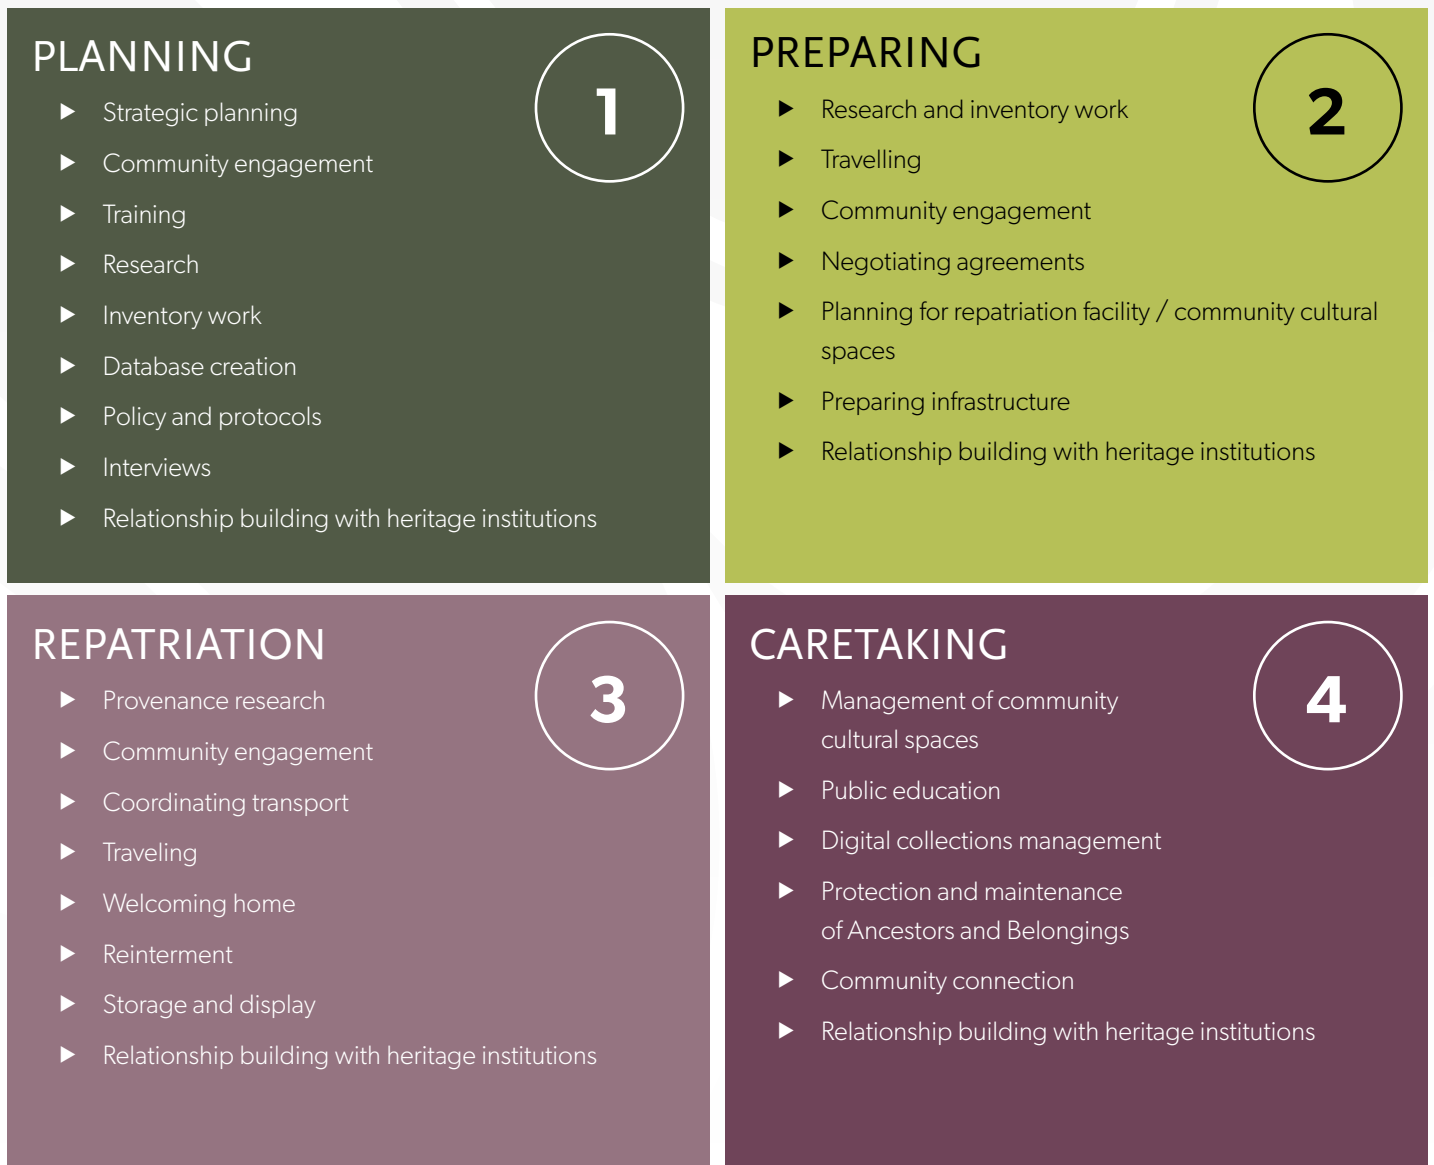 PLANNING
1
▶ Strategic planning
▶ Community engagement
▶ Training
▶ Research
▶ Inventory work
▶ Database creation
▶ Policy and protocols
▶ Interviews
▶ Relationship building with heritage institutions
PREPARING
2
▶ Research and inventory work
▶ Travelling
▶ Community engagement
▶ Negotiating agreements
▶ Planning for repatriation facility / community cultural
spaces
▶ Preparing infrastructure
▶ Relationship building with heritage institutions
REPATRIATION
3
▶ Provenance research
▶ Community engagement
▶ Coordinating transport
▶ Traveling
▶ Welcoming home
▶ Reinterment
▶ Storage and display
▶ Relationship building with heritage institutions
CARETAKING
4
▶ Management of community
cultural spaces
▶ Public education
▶ Digital collections management
▶ Protection and maintenance
of Ancestors and Belongings
▶ Community connection
▶ Relationship building with heritage institutions